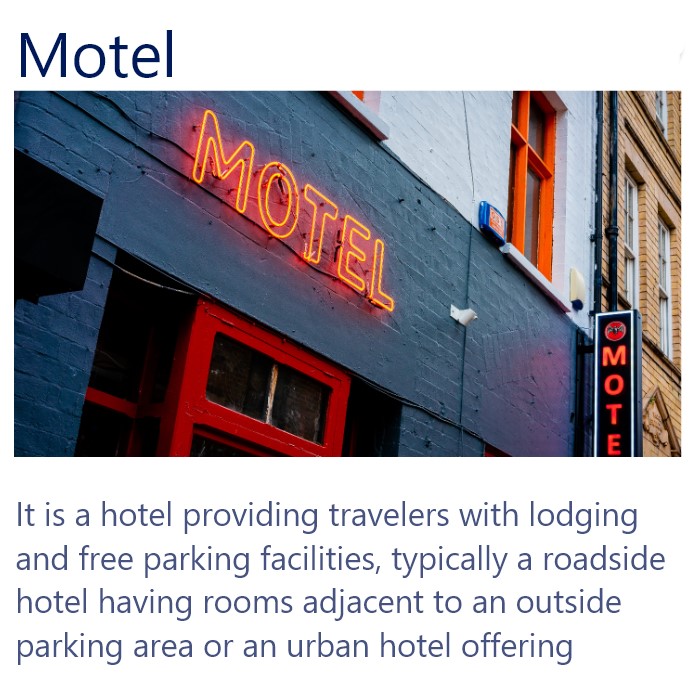 Motel
MOTEL
MOTE
It is a hotel providing travelers with lodging
and free parking facilities, typically a roadside
hotel having rooms adjacent to an outside
parking area or an urban hotel offering